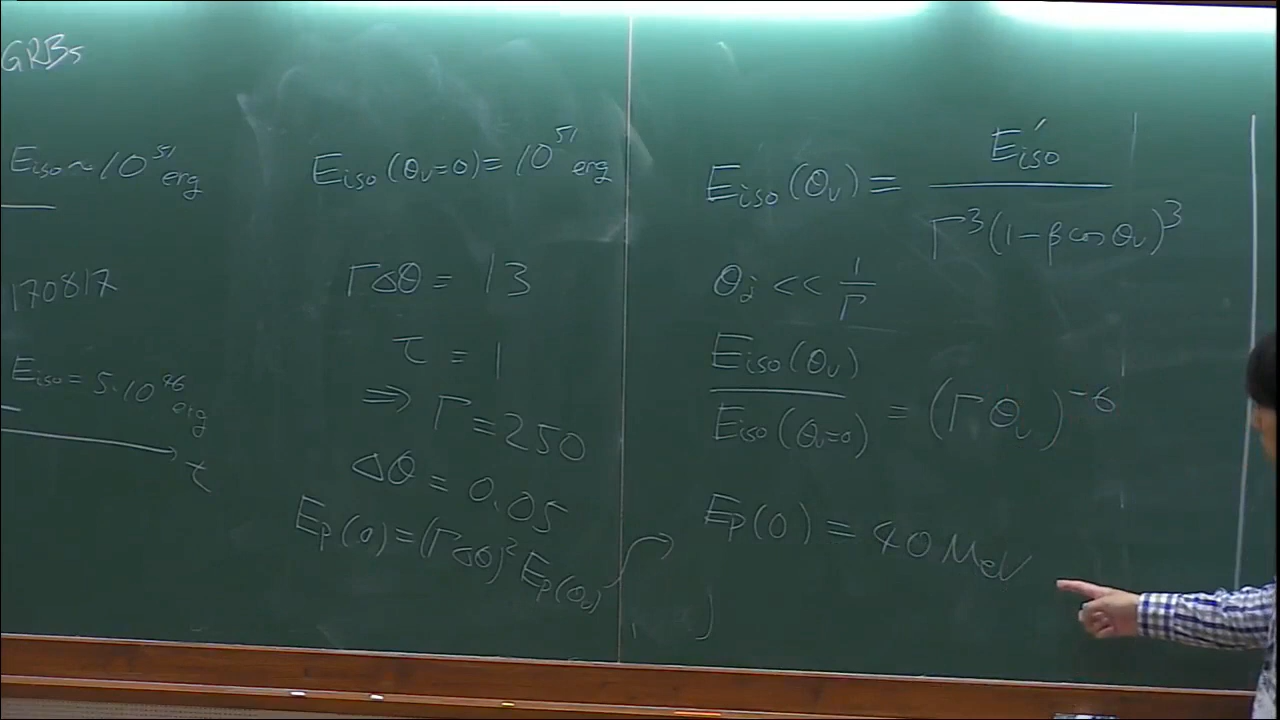 GRBs
Eiso ~ 10^51 erg
170817
Eiso = 5·10^46 erg
t
Eiso(θv=0) = 10^51 erg
ΓΔθ = 13
τ = 1
⇒ Γ = 250
Δθ = 0.05
Ep(0) = (ΓΔθ)^2 Ep(θv)
Eiso(θv) = E'iso / Γ^3(1-βcosθv)^3
θj << 1/Γ
Eiso(θv) / Eiso(θv=0) = (Γθv)^-6
Ep(0) = 40 MeV